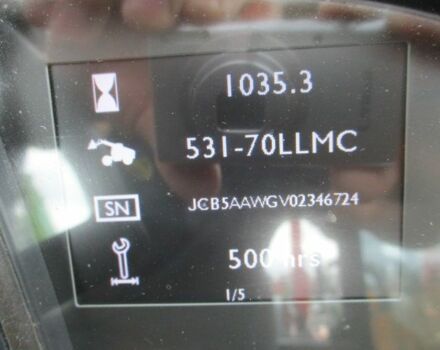 1035.3
531-70LLMC
SN JCB5AAWGV02346724
500 hrs
1/5